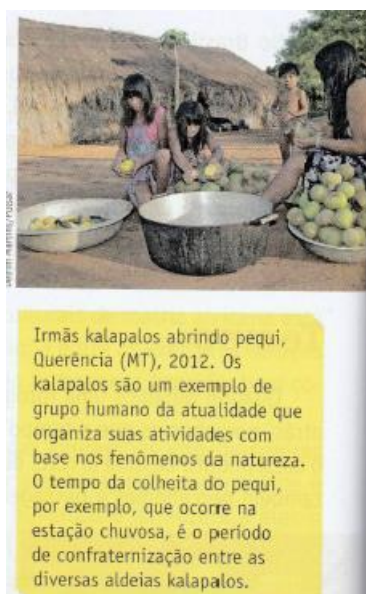 Irmãs kalapalos abrindo pequi,
Querência (MT), 2012. Os
kalapalos são um exemplo de
grupo humano da atualidade que
organiza suas atividades com
base nos fenômenos da natureza.
O tempo da colheita do pequi,
por exemplo, que ocorre na
estação chuvosa, é o período
de confraternização entre as
diversas aldeias kalapalos.